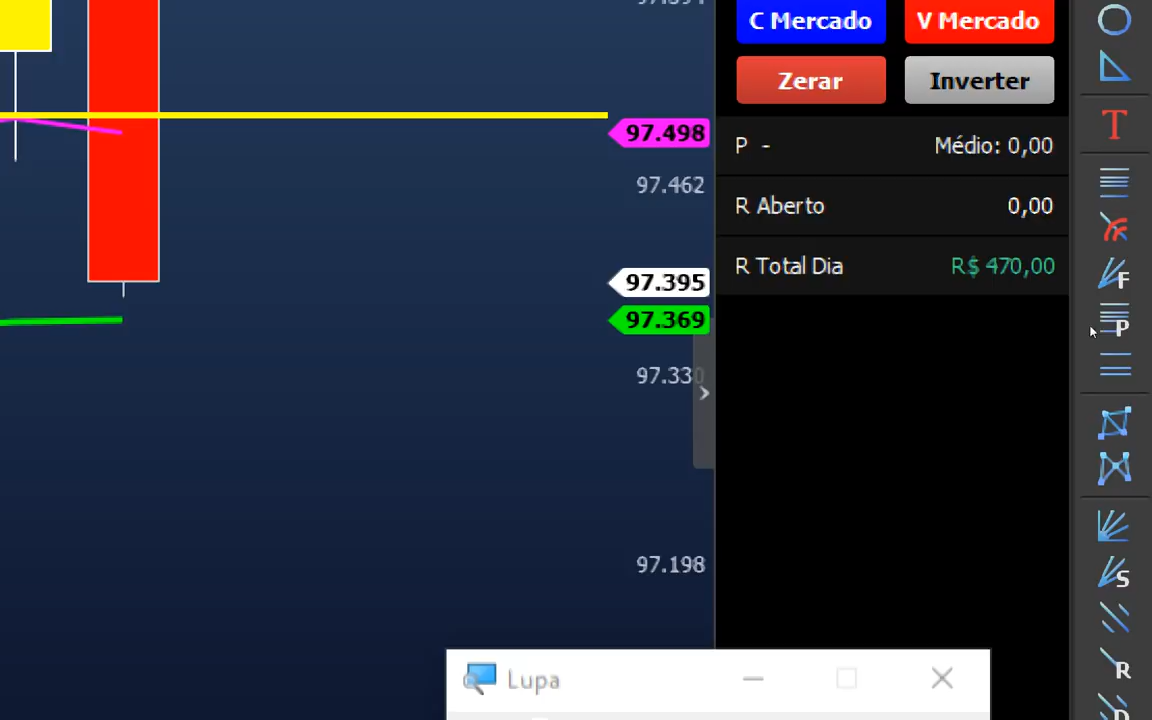 C Mercado V Mercado
Zerar Inverter
97.498
P - Médio: 0,00
97.462
R Aberto 0,00
97.395
R Total Dia R$ 470,00
97.369
97.330
97.198
T
F
P
S
R
D
Lupa